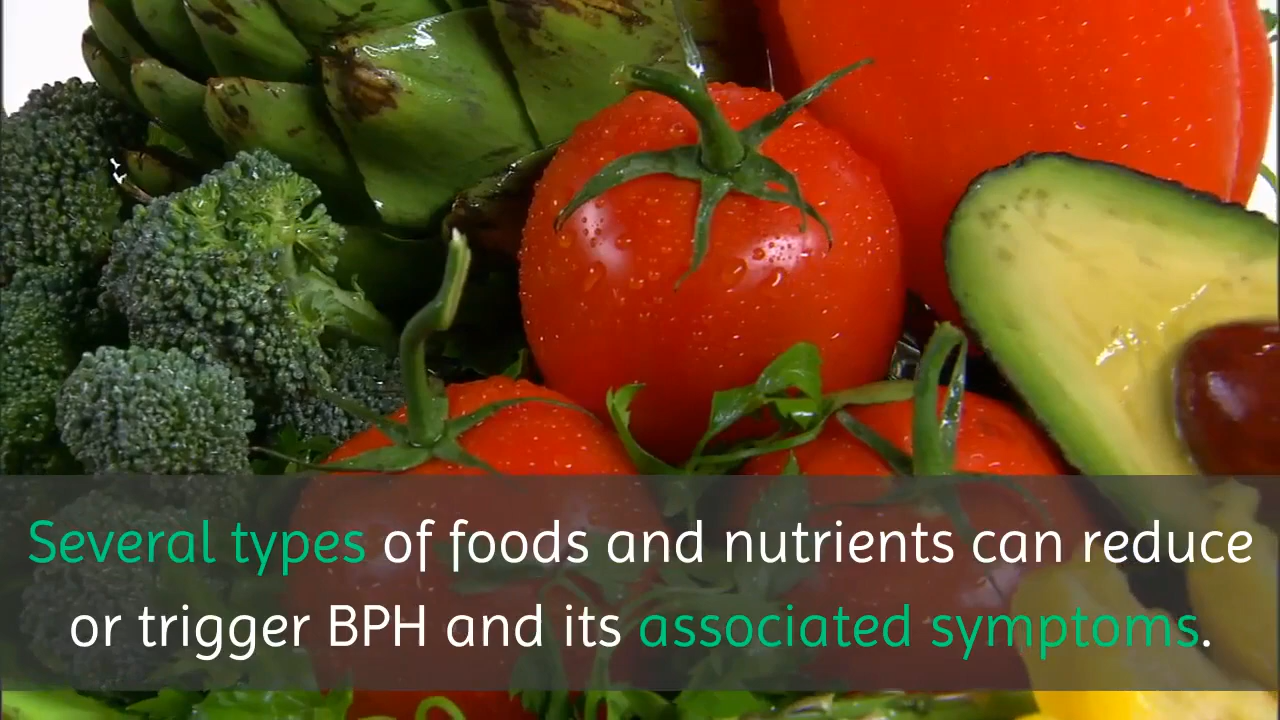 Several types of foods and nutrients can reduce
or trigger BPH and its associated symptoms.